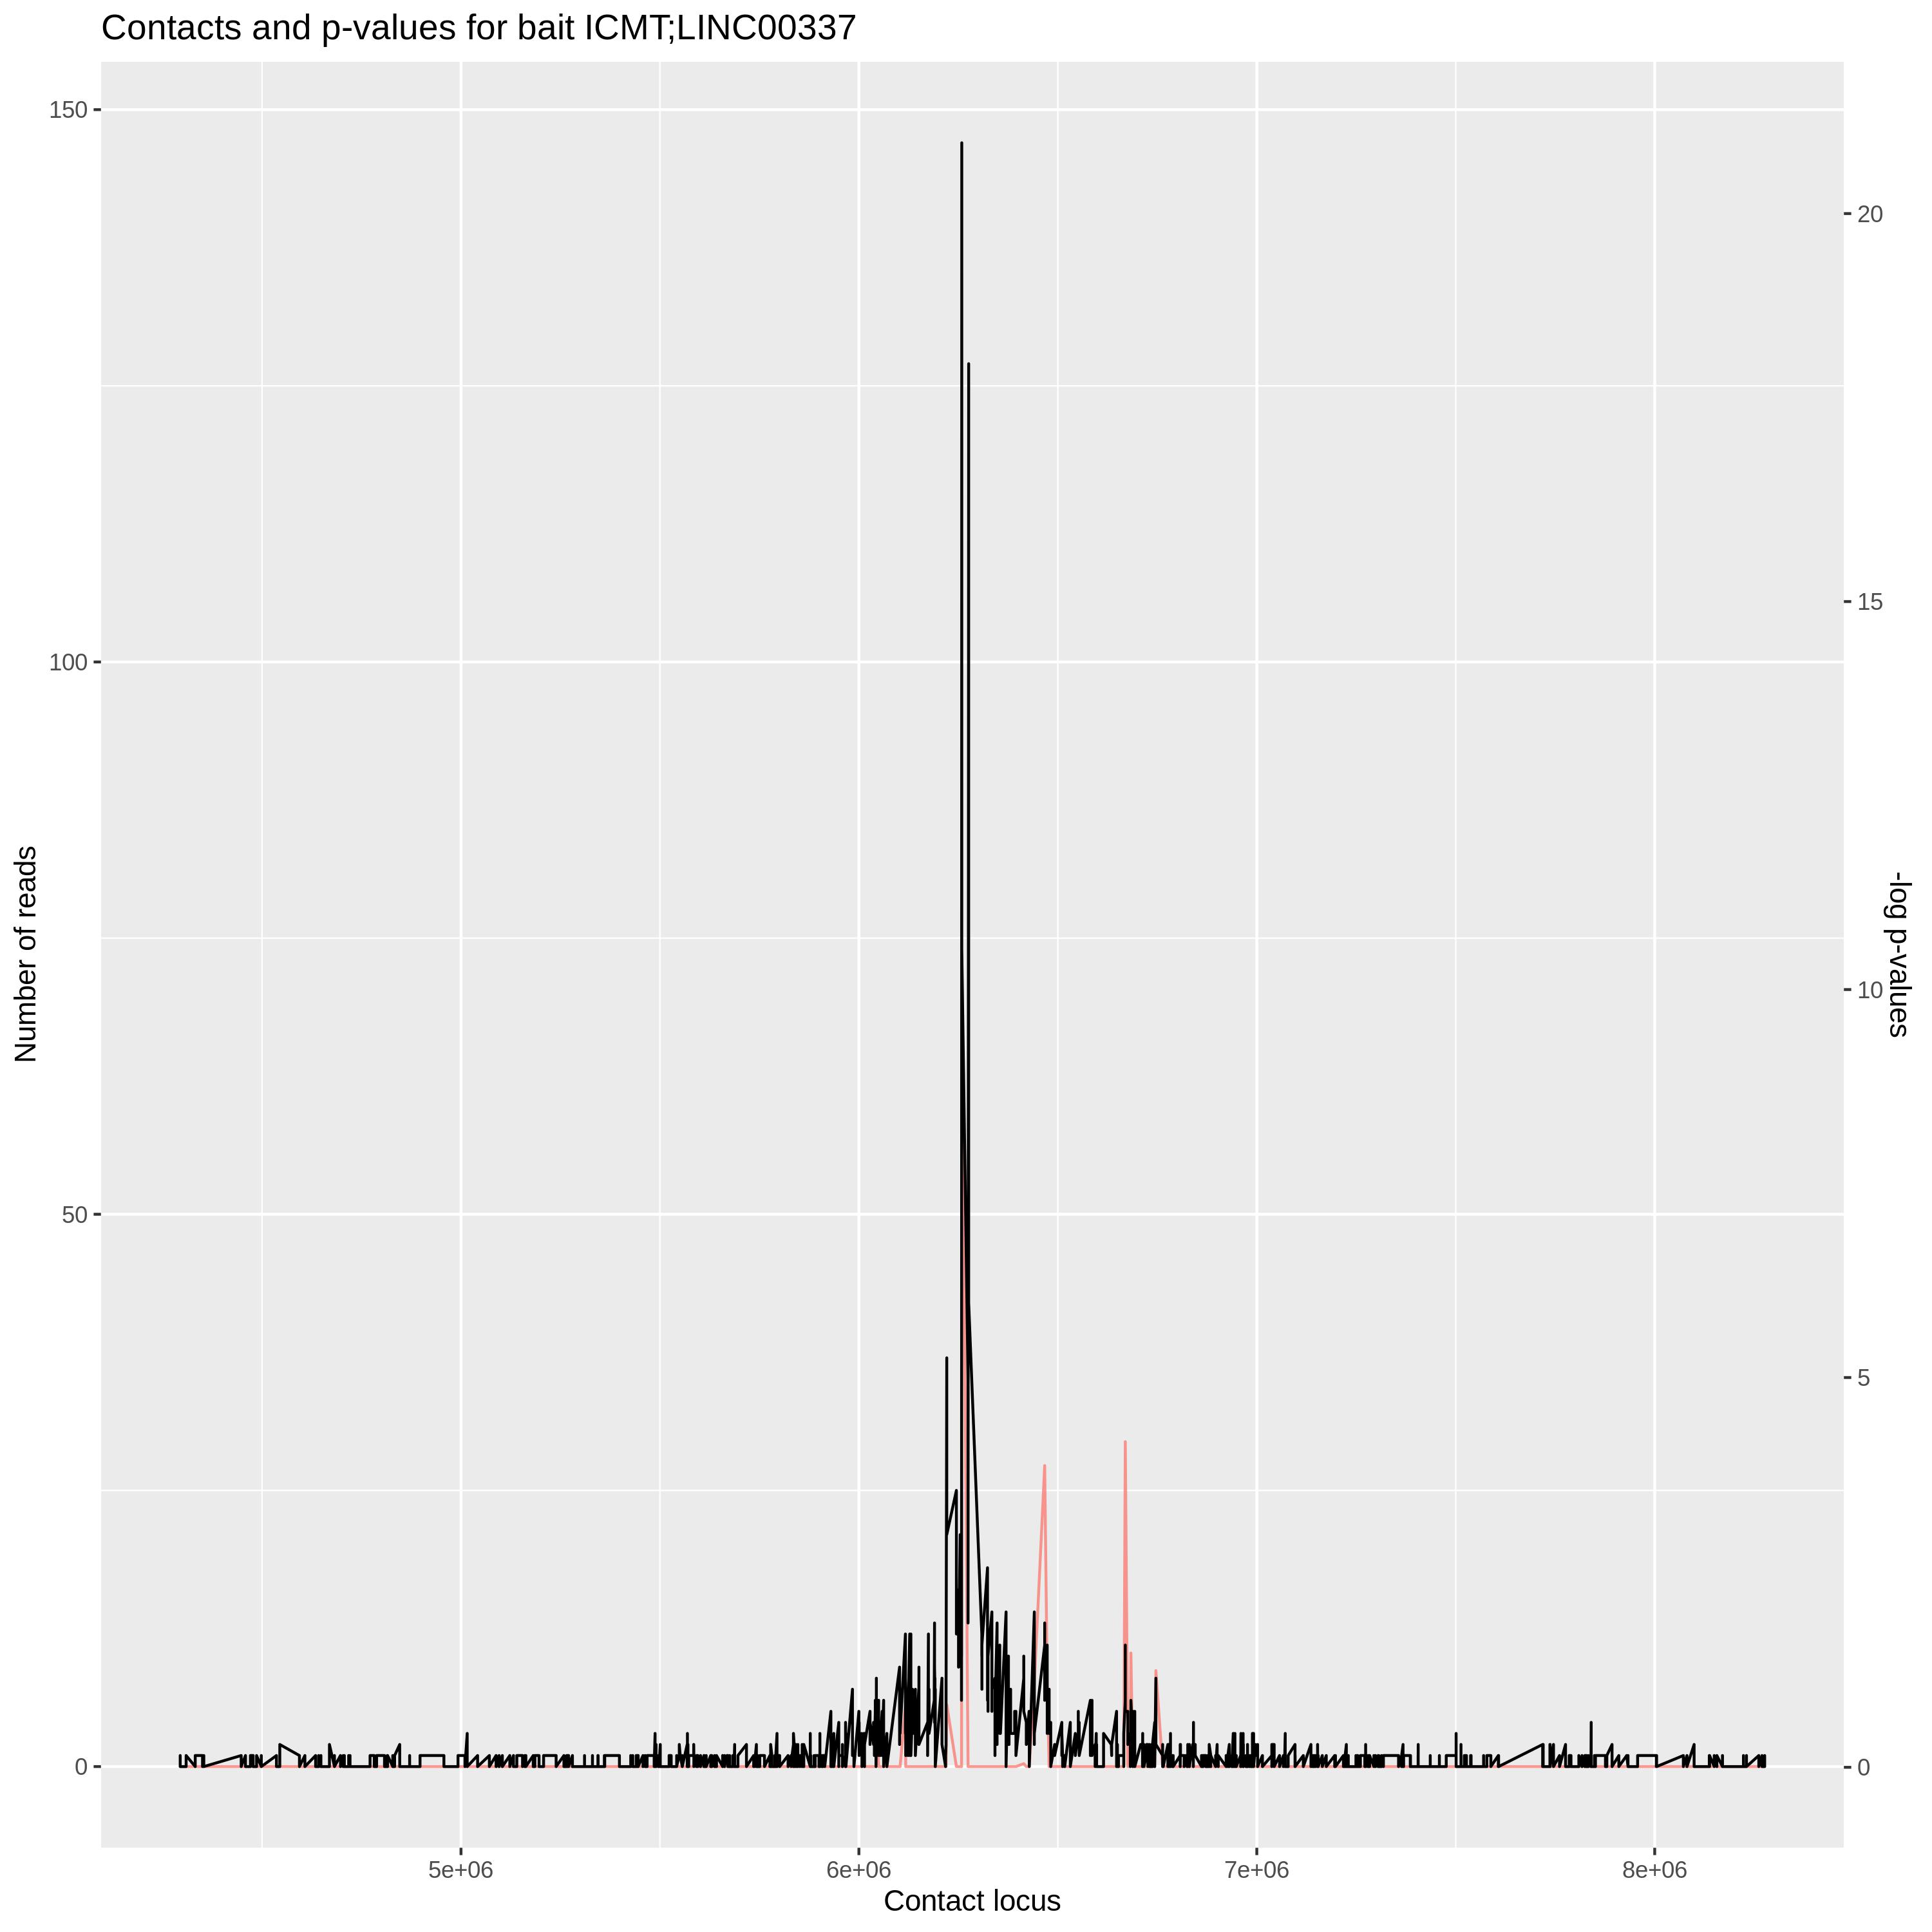 Contacts and p-values for bait ICMT;LINC00337
150
100
50
0
Number of reads
20
15
10
5
0
-log p-values
5e+06
6e+06
7e+06
8e+06
Contact locus